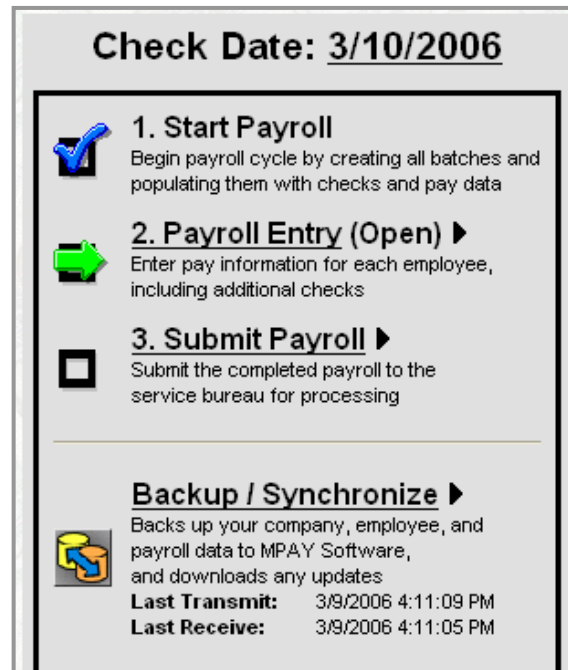 Check Date: 3/10/2006
1. Start Payroll
Begin payroll cycle by creating all batches and
populating them with checks and pay data
2. Payroll Entry (Open)
Enter pay information for each employee,
including additional checks
3. Submit Payroll
Submit the completed payroll to the
service bureau for processing
Backup / Synchronize
Backs up your company, employee, and
payroll data to MPAY Software,
and downloads any updates
Last Transmit: 3/9/2006 4:11:09 PM
Last Receive: 3/9/2006 4:11:05 PM